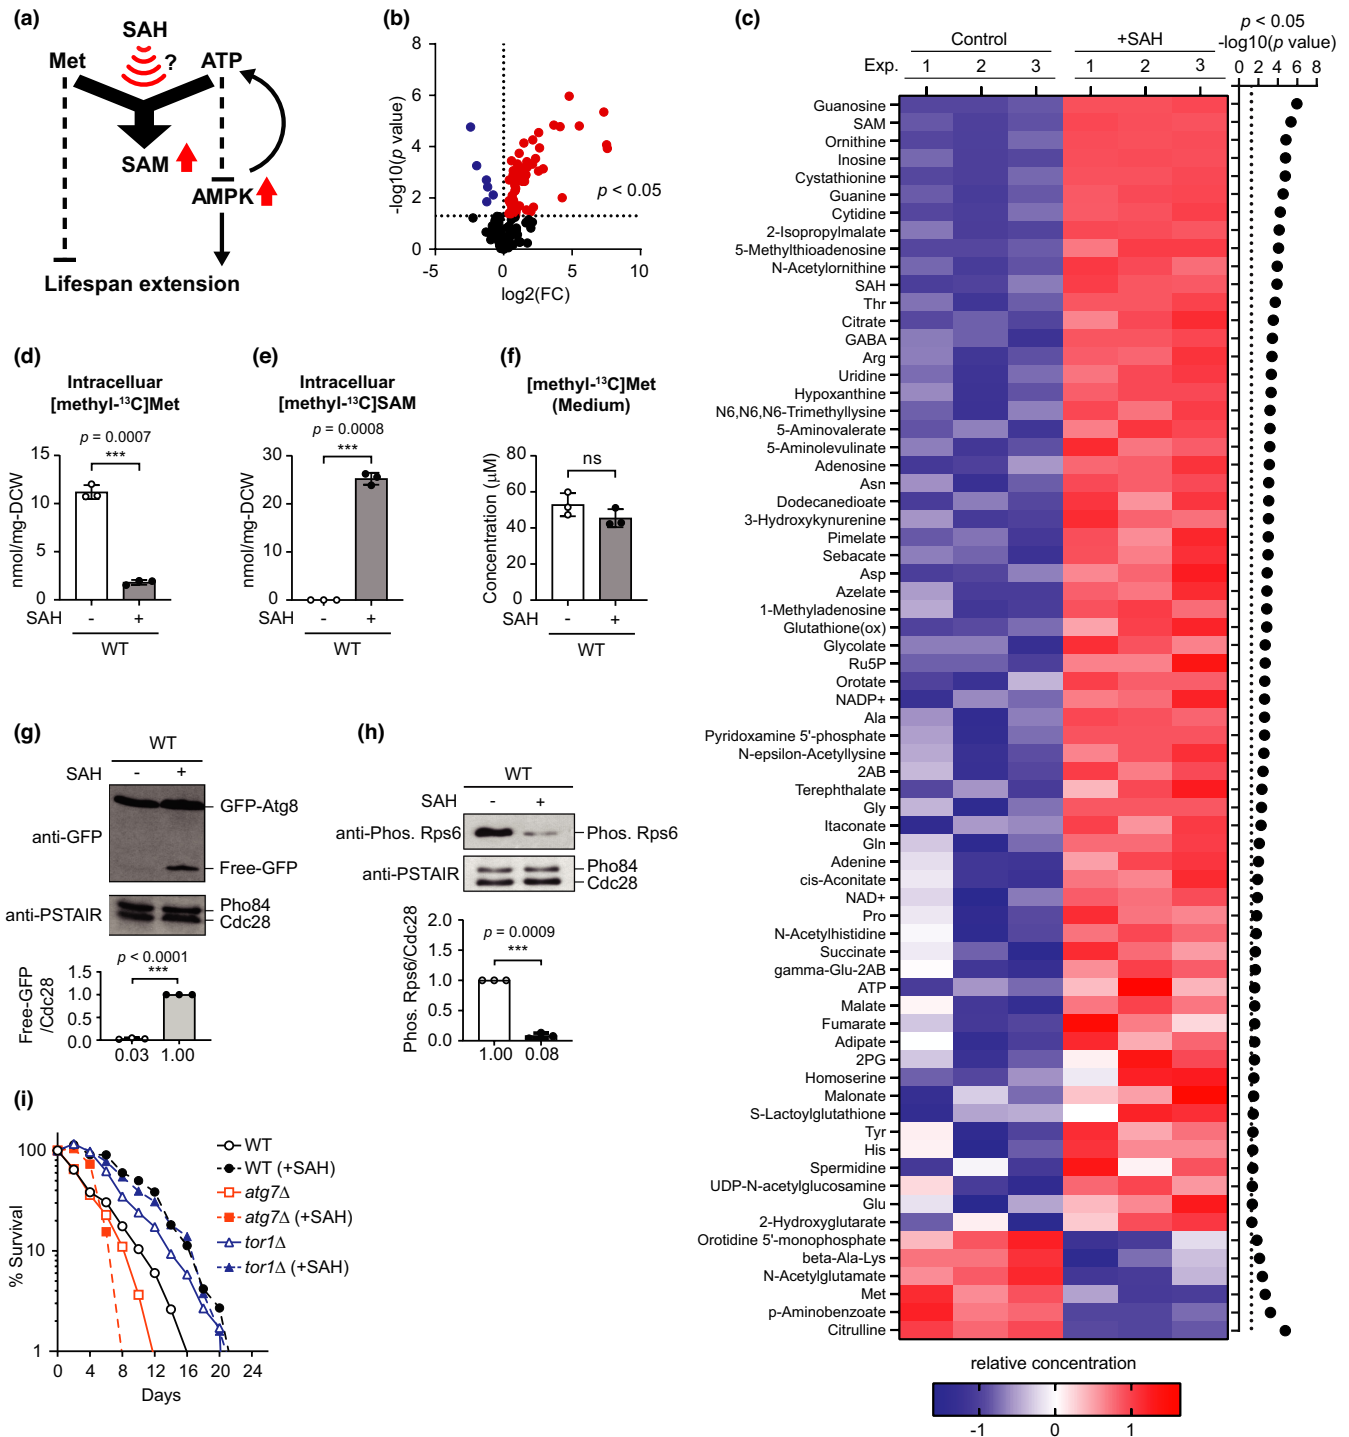 (a)
SAH
Met
?
ATP
SAM
AMPK
Lifespan extension
(b)
-log10(p value)
8
6
4
2
0
p < 0.05
-5
0
5
10
log2(FC)
(c)
p < 0.05
Control
+SAH
-log10(p value)
Exp.
1
2
3
1
2
3
0
2
4
6
8
Guanosine
SAM
Ornithine
Inosine
Cystathionine
Guanine
Cytidine
2-Isopropylmalate
5-Methylthioadenosine
N-Acetylornithine
SAH
Thr
Citrate
GABA
Arg
Uridine
Hypoxanthine
N6,N6,N6-Trimethyllysine
5-Aminovalerate
5-Aminolevulinate
Adenosine
Asn
Dodecanedioate
3-Hydroxykynurenine
Pimelate
Sebacate
Asp
Azelate
1-Methyladenosine
Glutathione(ox)
Glycolate
Ru5P
Orotate
NADP+
Ala
Pyridoxamine 5'-phosphate
N-epsilon-Acetyllysine
2AB
Terephthalate
Gly
Itaconate
Gln
Adenine
cis-Aconitate
NAD+
Pro
N-Acetylhistidine
Succinate
gamma-Glu-2AB
ATP
Malate
Fumarate
Adipate
2PG
Homoserine
Malonate
S-Lactoylglutathione
Tyr
His
Spermidine
UDP-N-acetylglucosamine
Glu
2-Hydroxyglutarate
Orotidine 5'-monophosphate
beta-Ala-Lys
N-Acetylglutamate
Met
p-Aminobenzoate
Citrulline
relative concentration
-1
0
1
(d)
Intracelluar
[methyl-¹³C]Met
p = 0.0007
***
nmol/mg-DCW
15
10
5
0
SAH
-
+
WT
(e)
Intracelluar
[methyl-¹³C]SAM
p = 0.0008
***
nmol/mg-DCW
30
20
10
0
SAH
-
+
WT
(f)
[methyl-¹³C]Met
(Medium)
ns
Concentration (μM)
80
60
40
20
0
SAH
-
+
WT
(g)
WT
SAH
-
+
anti-GFP
GFP-Atg8
Free-GFP
anti-PSTAIR
Pho84
Cdc28
p < 0.0001
***
Free-GFP
/Cdc28
1.5
1.0
0.5
0.0
0.03
1.00
(h)
WT
SAH
-
+
anti-Phos. Rps6
Phos. Rps6
anti-PSTAIR
Pho84
Cdc28
p = 0.0009
***
Phos. Rps6/Cdc28
2.0
1.5
1.0
0.5
0.0
1.00
0.08
(i)
% Survival
100
10
1
0
4
8
12
16
20
24
Days
WT
WT (+SAH)
atg7Δ
atg7Δ (+SAH)
tor1Δ
tor1Δ (+SAH)